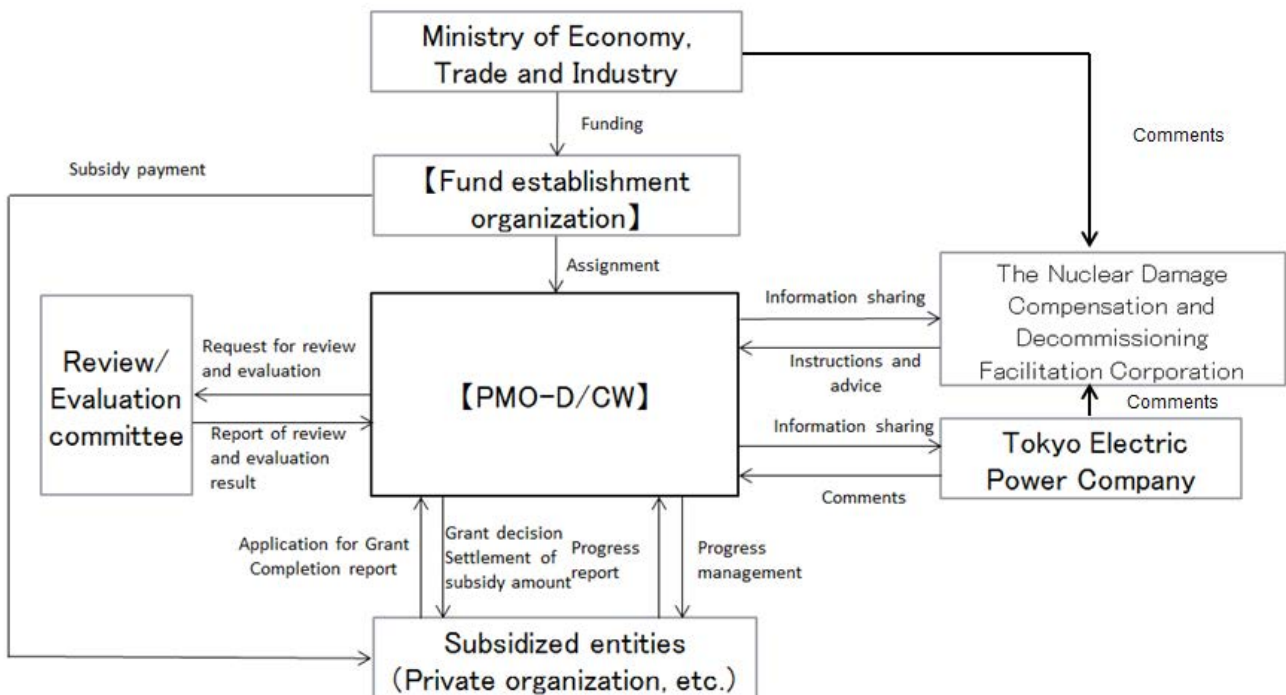 Ministry of Economy,
Trade and Industry
Funding
Comments
Subsidy payment
【Fund establishment
organization】
Assignment
The Nuclear Damage
Compensation and
Decommissioning
Facilitation Corporation
Information sharing
Instructions and
advice
Review/
Evaluation
committee
Request for review
and evaluation
Report of review
and evaluation
result
【PMO-D/CW】
Comments
Information sharing
Tokyo Electric
Power Company
Comments
Application for Grant
Completion report
Grant decision
Settlement of
subsidy amount
Progress
report
Progress
management
Subsidized entities
(Private organization, etc.)